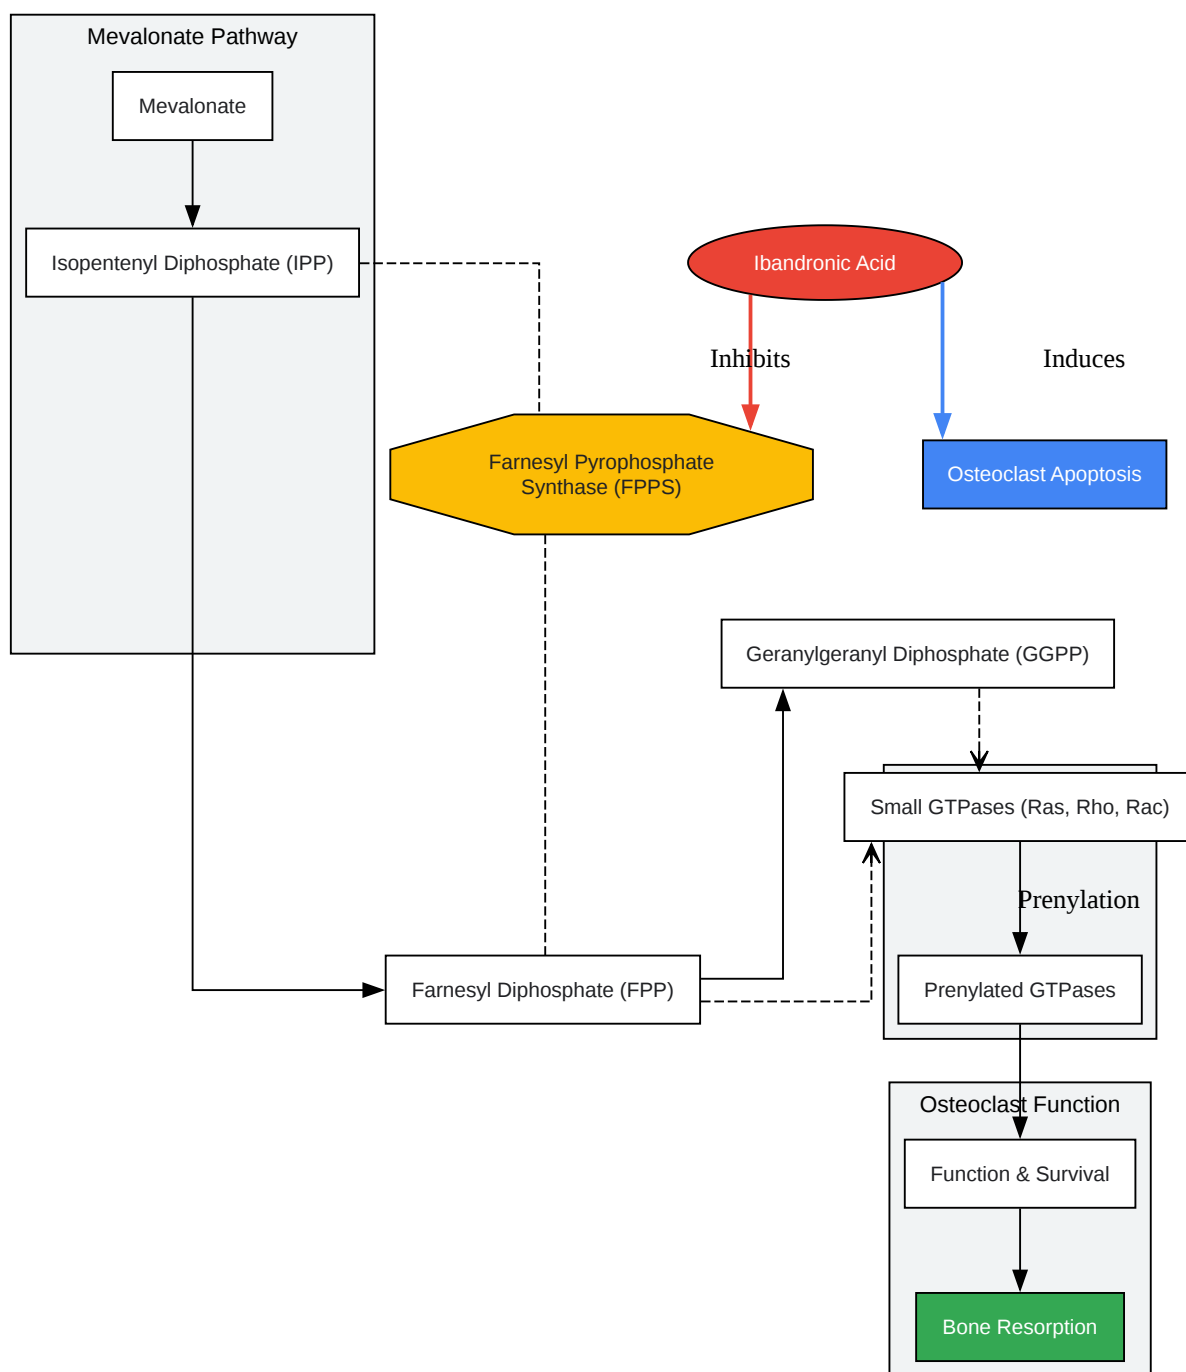 Mevalonate Pathway
Mevalonate
Isopentenyl Diphosphate (IPP)
Ibandronic Acid
Inhibits
Induces
Farnesyl Pyrophosphate
Synthase (FPPS)
Osteoclast Apoptosis
Geranylgeranyl Diphosphate (GGPP)
Small GTPases (Ras, Rho, Rac)
Prenylation
Farnesyl Diphosphate (FPP)
Prenylated GTPases
Osteoclast Function
Function & Survival
Bone Resorption